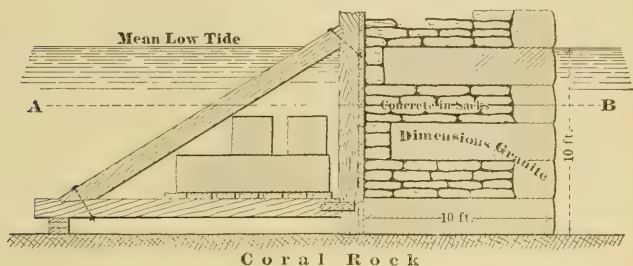 Mean Low Tide
A
B
Concrete in Sacks
Dimensions Granite
10 ft.
10 ft.
Coral Rock